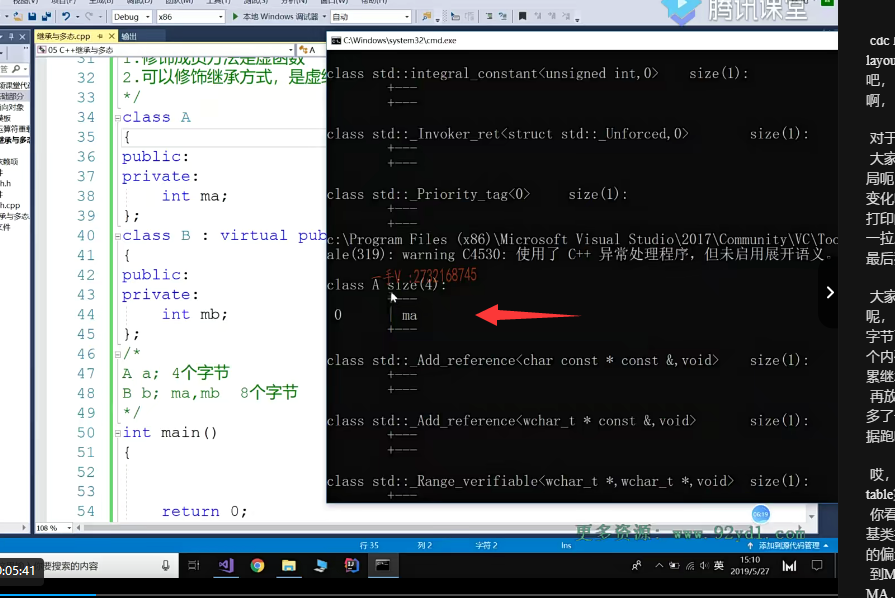 腾讯课堂
Debug
x86
本地 Windows 调试器
自动
继承与多态.cpp
输出
05 C++继承与多态
A
31 1.修饰成员方法是虚函数
32 2.可以修饰继承方式，是虚
33 */
34 class A
35 {
36 public:
37 private:
38 int ma;
39 };
40 class B : virtual pub
41 {
42 public:
43 private:
44 int mb;
45 };
46 /*
47 A a; 4个字节
48 B b; ma,mb 8个字节
49 */
50 int main()
51 {
52
53
54 return 0;
108 %
C:\Windows\system32\cmd.exe
class std::integral_constant<unsigned int,0> size(1):
+---
+---
class std::_Invoker_ret<struct std::_Unforced,0> size(1):
+---
+---
class std::_Priority_tag<0> size(1):
+---
+---
c:\Program Files (x86)\Microsoft Visual Studio\2017\Community\VC\Too
ale(319): warning C4530: 使用了 C++ 异常处理程序，但未启用展开语义。
一手V :2733168745
class A size(4):
+---
0 | ma
+---
class std::_Add_reference<char const * const &,void> size(1):
+---
+---
class std::_Add_reference<wchar_t * const &,void> size(1):
+---
+---
class std::_Range_verifiable<wchar_t *,wchar_t *,void> size(1):
+---
06:19
更多资源: www.92ydl.com
行 35
列 2
字符 2
Ins
添加到源代码管理
0:05:41
要搜索的内容
英
15:10
2019/5/27
cdc
layou
吧，
啊，
对于
大家
局呢
变化
打印
一拉
最后
大家
呢，
字节
个内
累继
再放
多了
据跑
哎，
table
你看
基类
的偏
到M
MA